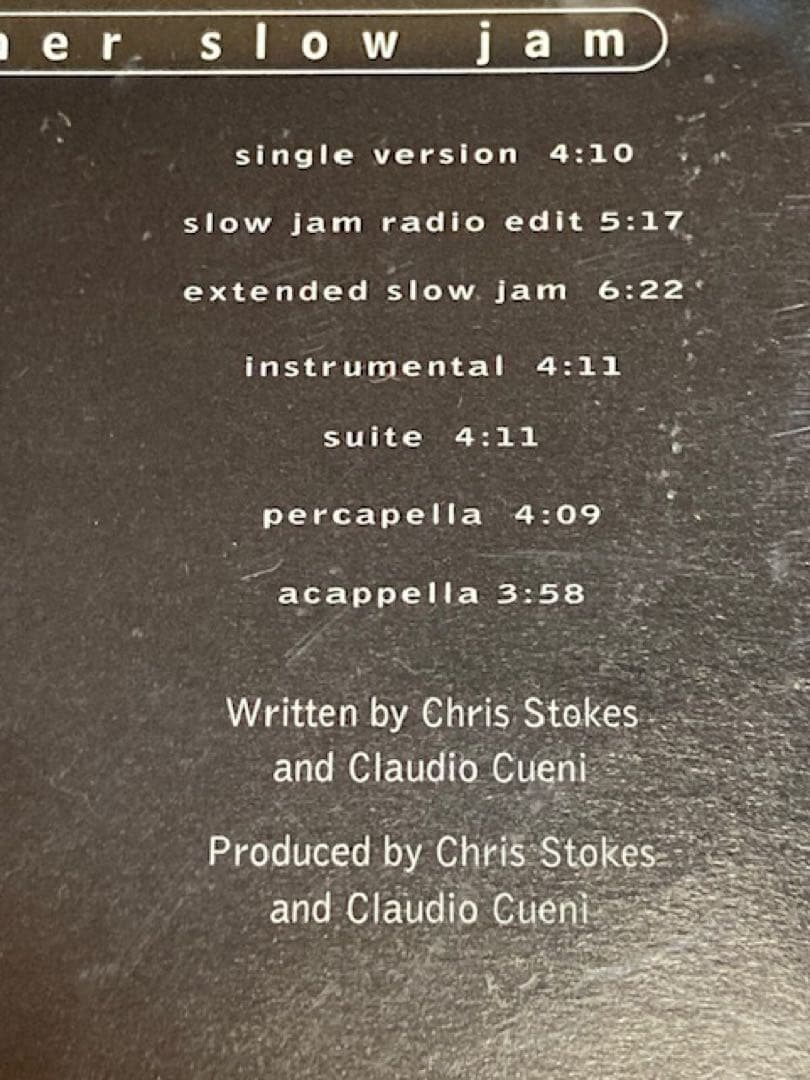 slow jam
single version 4:10
slow jam radio edit 5:17
extended slow jam 6:22
instrumental 4:11
suite 4:11
percapella 4:09
acappella 3:58
Written by Chris Stokes
and Claudio Cueni
Produced by Chris Stokes
and Claudio Cueni